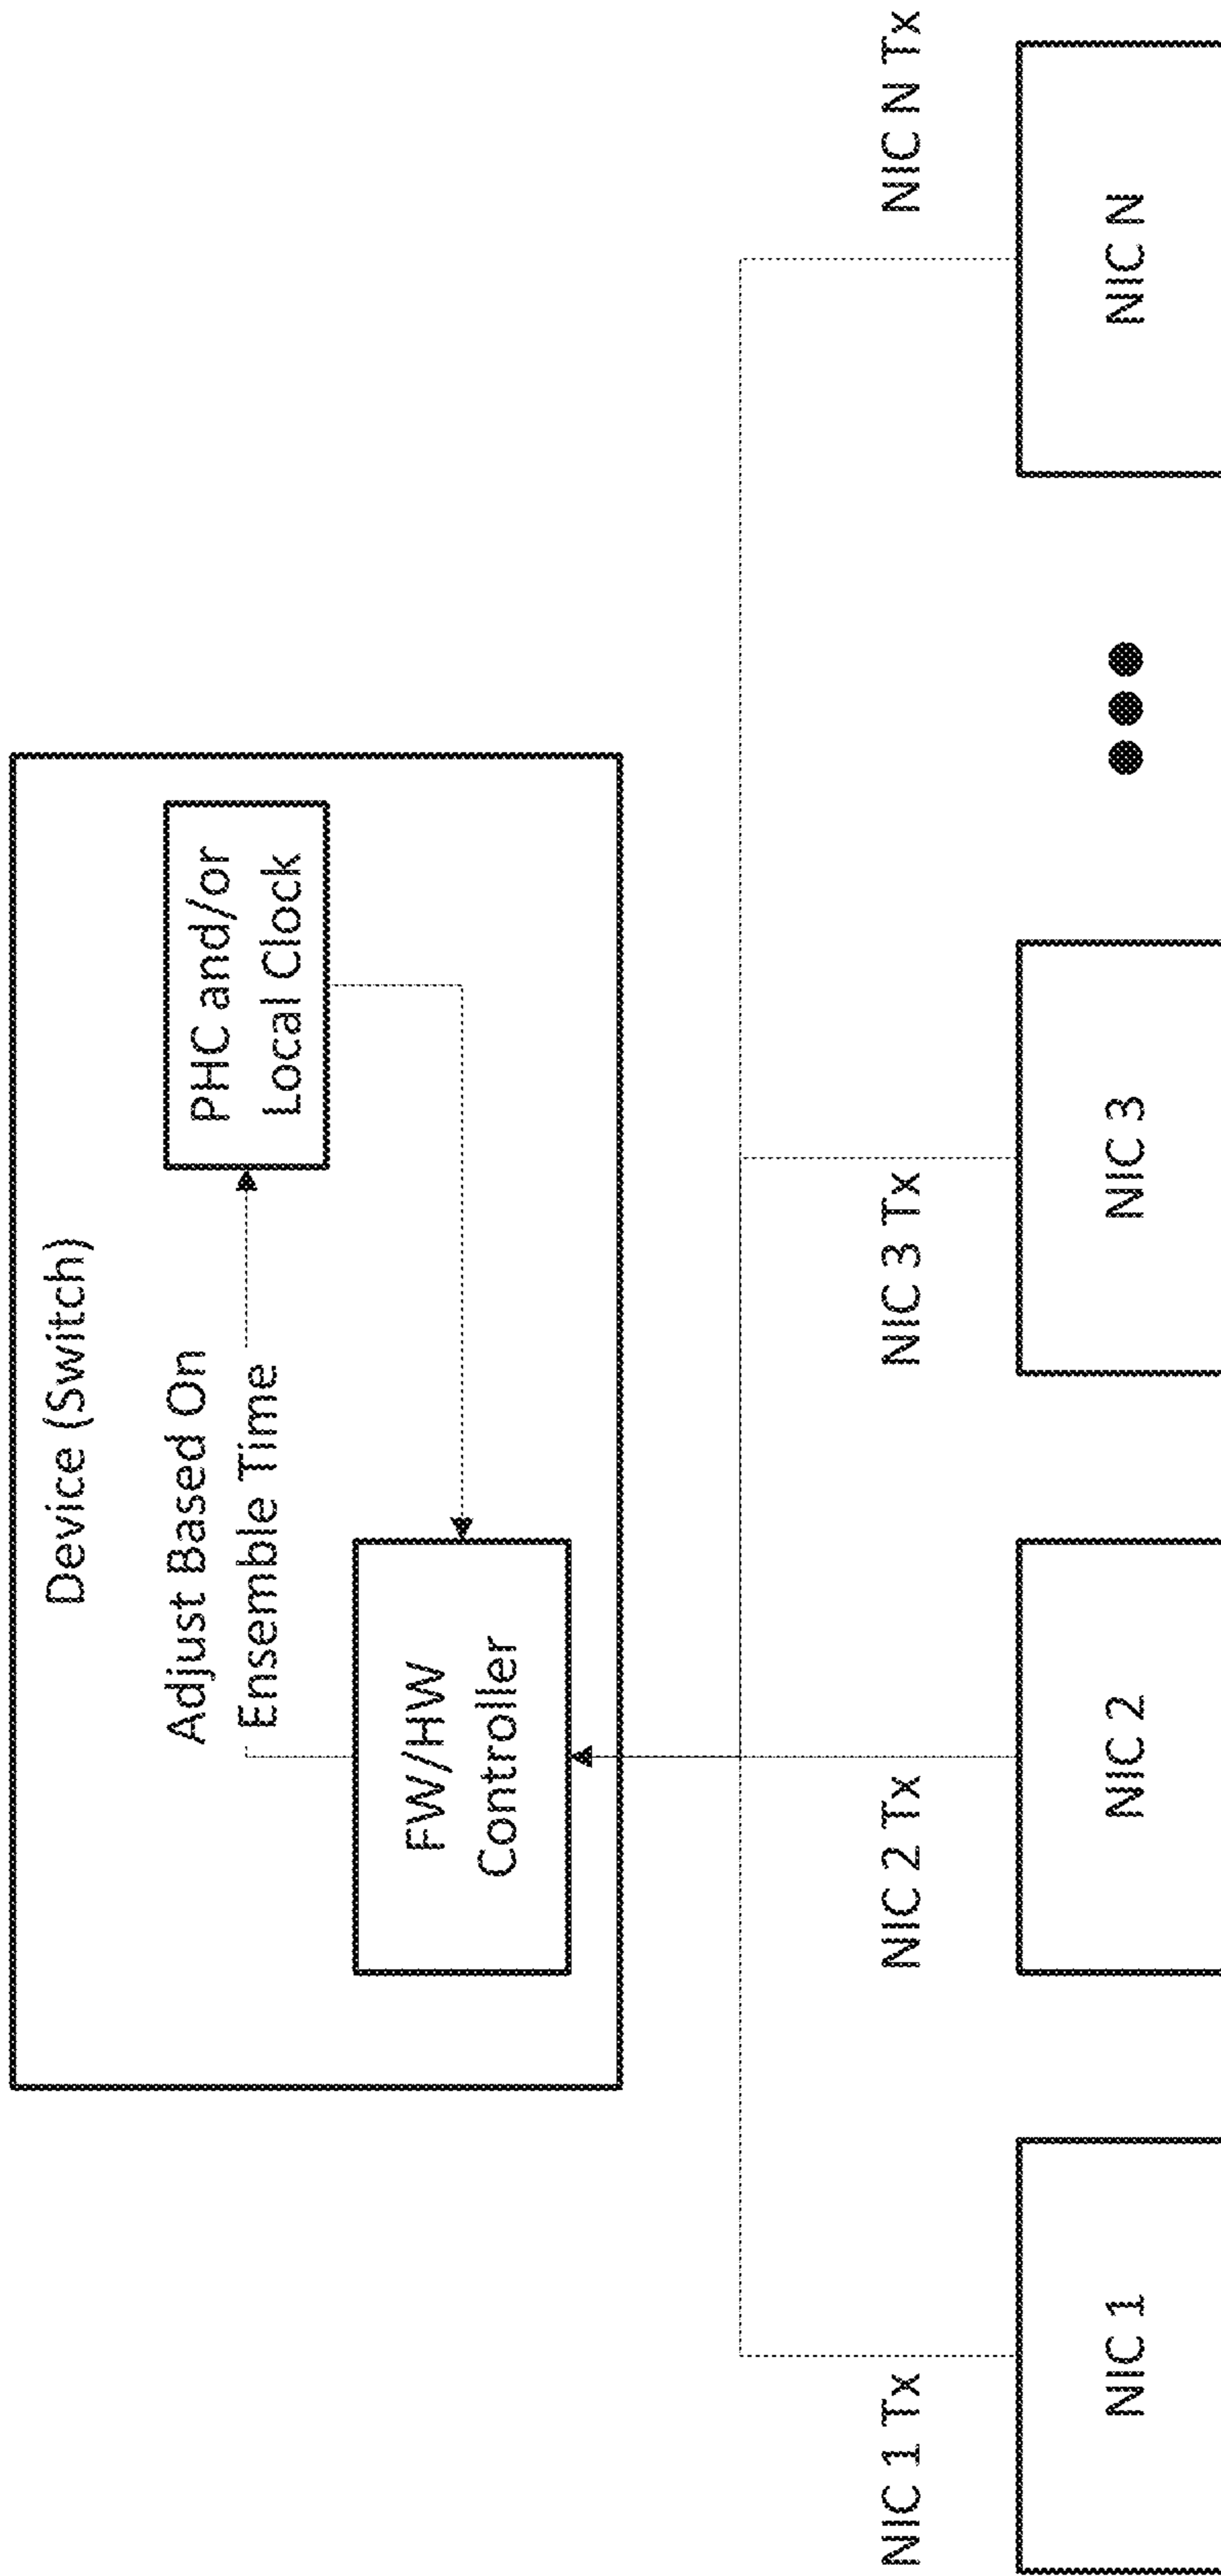 Device (Switch)
Adjust Based On
Ensemble Time
PHC and/or
Local Clock
FW/HW
Controller
NIC 1 Tx
NIC 2 Tx
NIC 3 Tx
NIC N Tx
NIC 1
NIC 2
NIC 3
NIC N